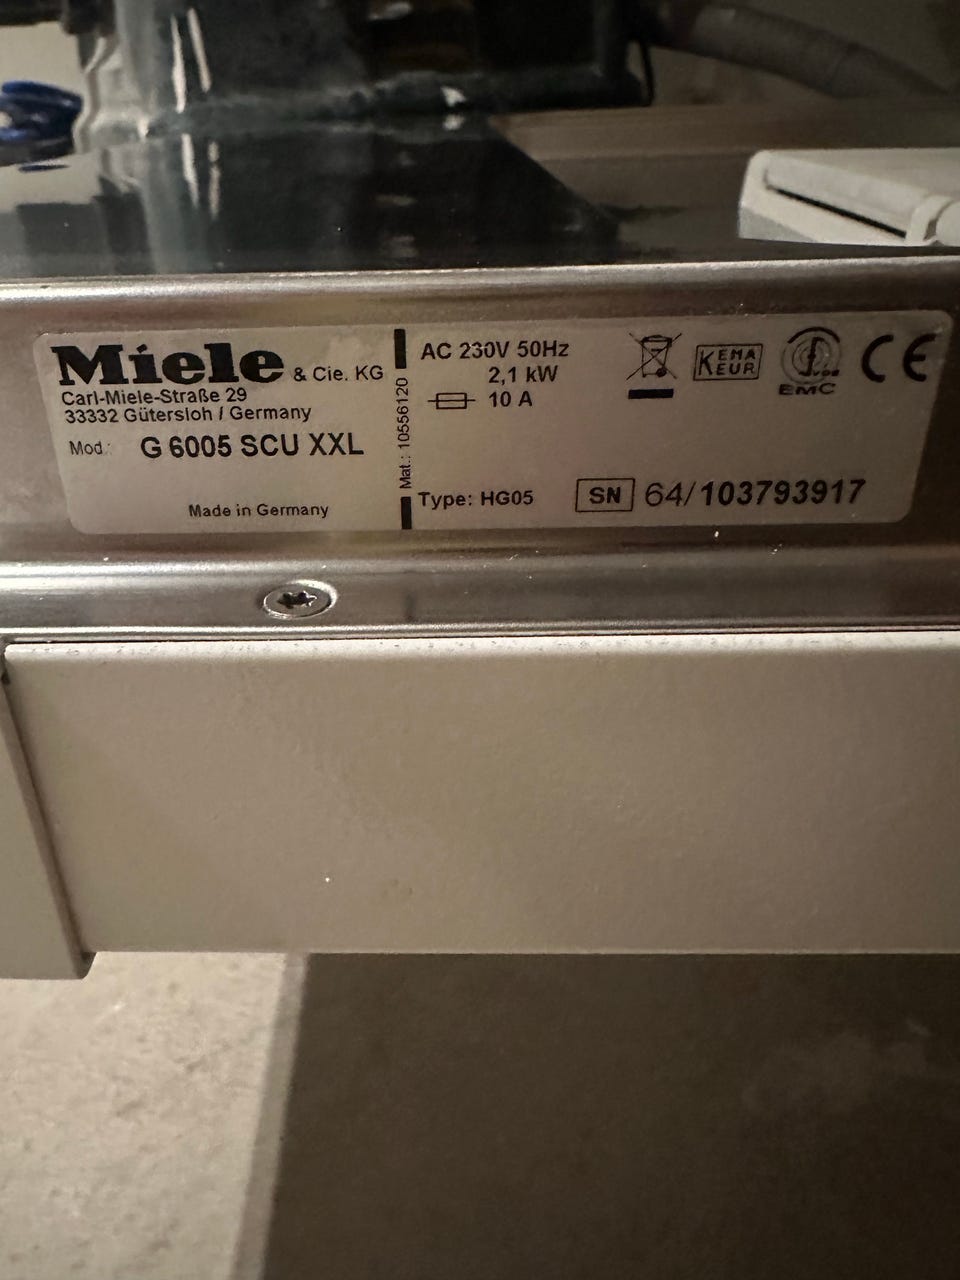 Miele & Cie. KG
Carl-Miele-Straße 29
33332 Gütersloh / Germany
Mod.: G 6005 SCU XXL
Made in Germany
Mat.: 10556120
AC 230V 50Hz
2,1 kW
10 A
Type: HG05
SN 64/103793917
KEMA
KEUR
EMC
CE